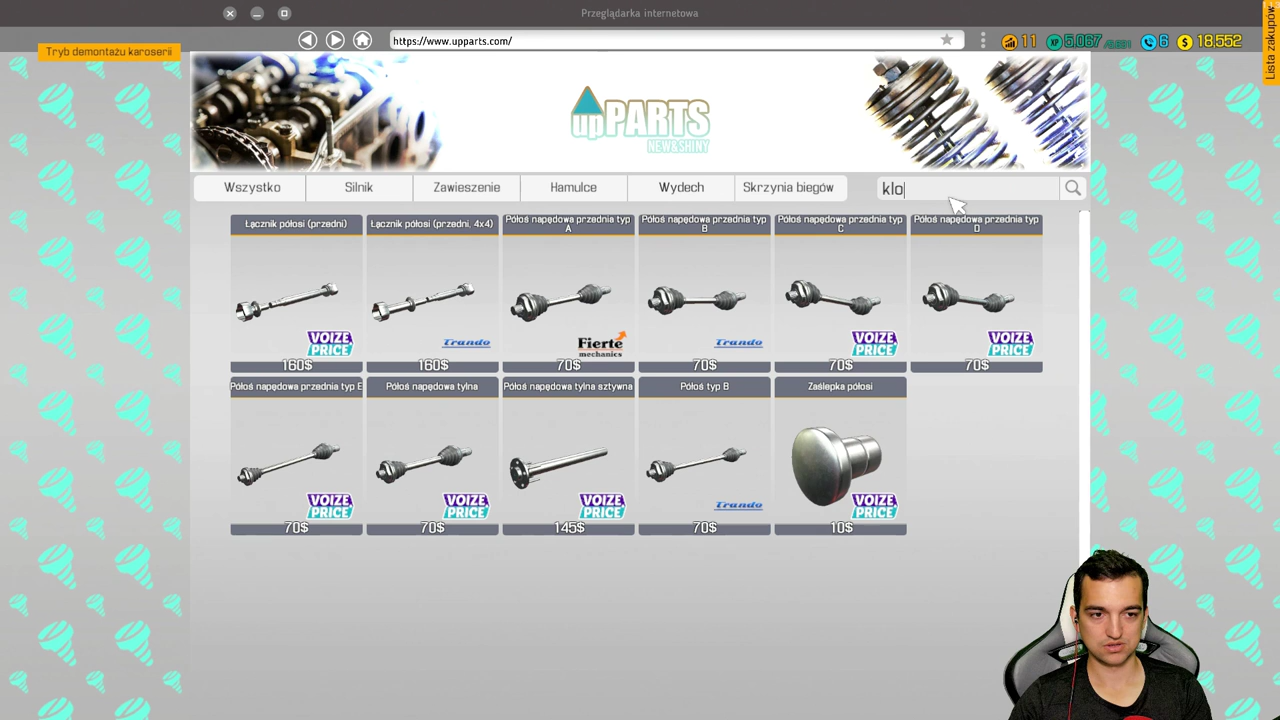 Przeglądarka internetowa
https://www.upparts.com/
11
XP 5,067
6
$ 18,552
Tryb demontażu karoserii
Lista zakupów
upPARTS
NEW&SHINY
Wszystko
Silnik
Zawieszenie
Hamulce
Wydech
Skrzynia biegów
klo
Łącznik półosi (przedni)
Łącznik półosi (przedni, 4x4)
Półoś napędowa przednia typ
A
Półoś napędowa przednia typ
B
Półoś napędowa przednia typ
C
Półoś napędowa przednia typ
D
VOIZE
PRICE
Trando
Fierte
mechanics
Trando
VOIZE
PRICE
VOIZE
PRICE
160$
160$
70$
70$
70$
70$
Półoś napędowa przednia typ E
Półoś napędowa tylna
Półoś napędowa tylna sztywna
Półoś typ B
Zaślepka półosi
VOIZE
PRICE
VOIZE
PRICE
VOIZE
PRICE
Trando
VOIZE
PRICE
70$
70$
145$
70$
10$